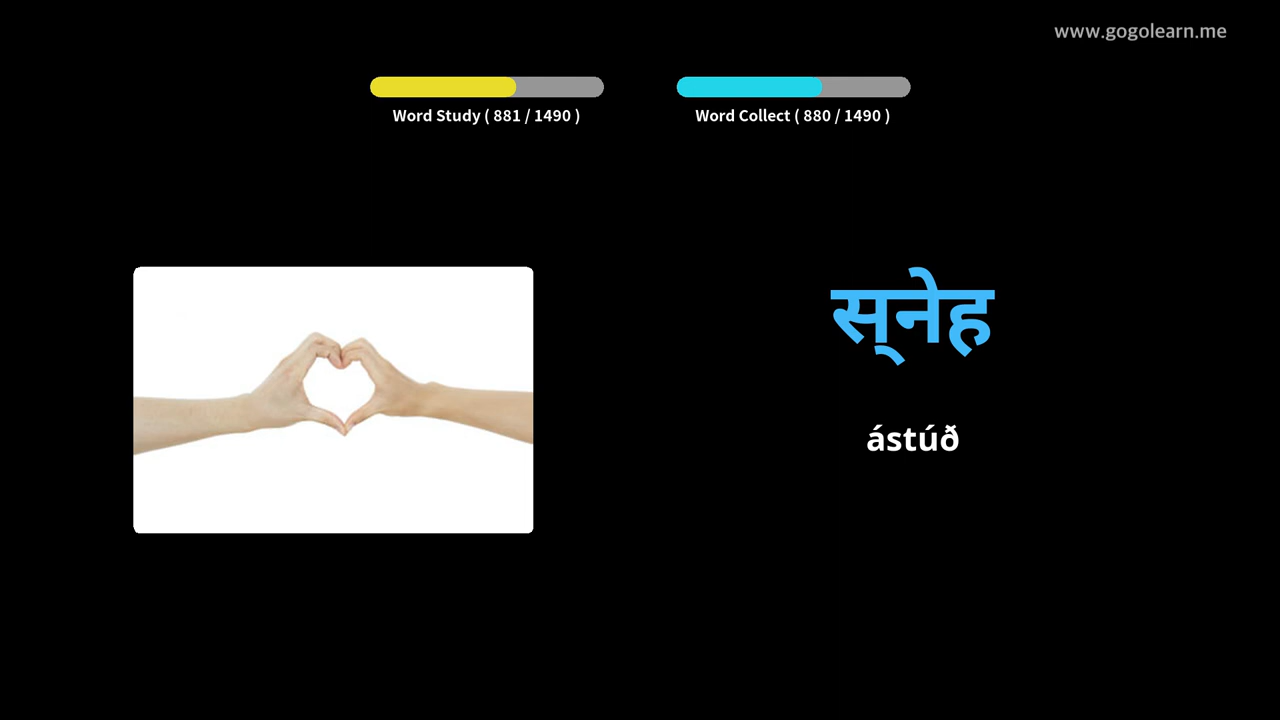 www.gogolearn.me
Word Study ( 881 / 1490 )
Word Collect ( 880 / 1490 )
स्‌नेह
ástúð